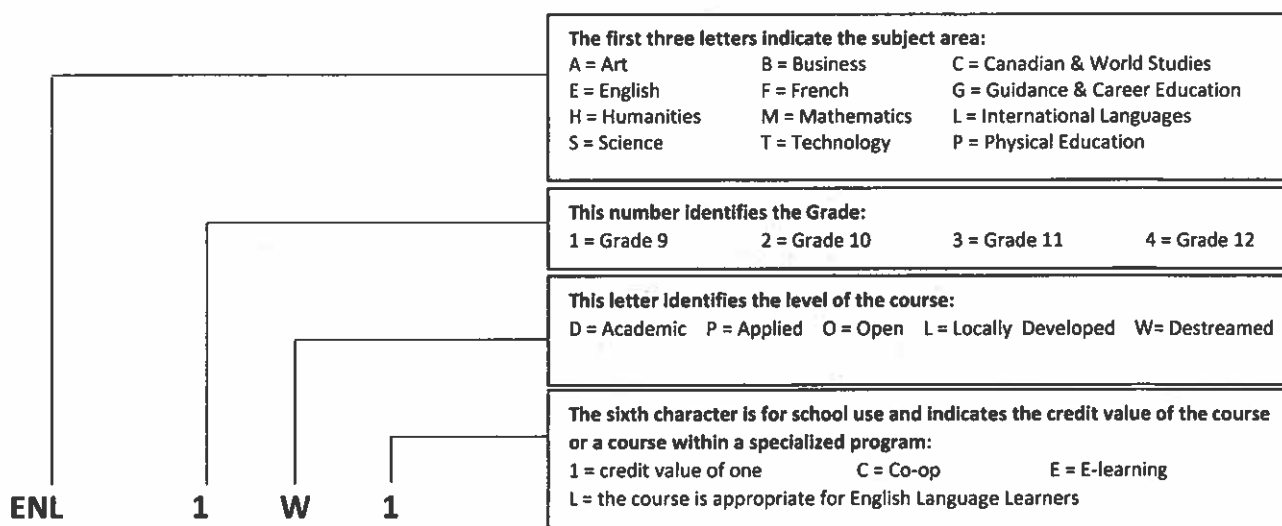 The first three letters indicate the subject area:
A = Art B = Business C = Canadian & World Studies
E = English F = French G = Guidance & Career Education
H = Humanities M = Mathematics L = International Languages
S = Science T = Technology P = Physical Education
This number identifies the Grade:
1 = Grade 9 2 = Grade 10 3 = Grade 11 4 = Grade 12
This letter identifies the level of the course:
D = Academic P = Applied O = Open L = Locally Developed W= Destreamed
The sixth character is for school use and indicates the credit value of the course
or a course within a specialized program:
1 = credit value of one C = Co-op E = E-learning
L = the course is appropriate for English Language Learners
ENL 1 W 1